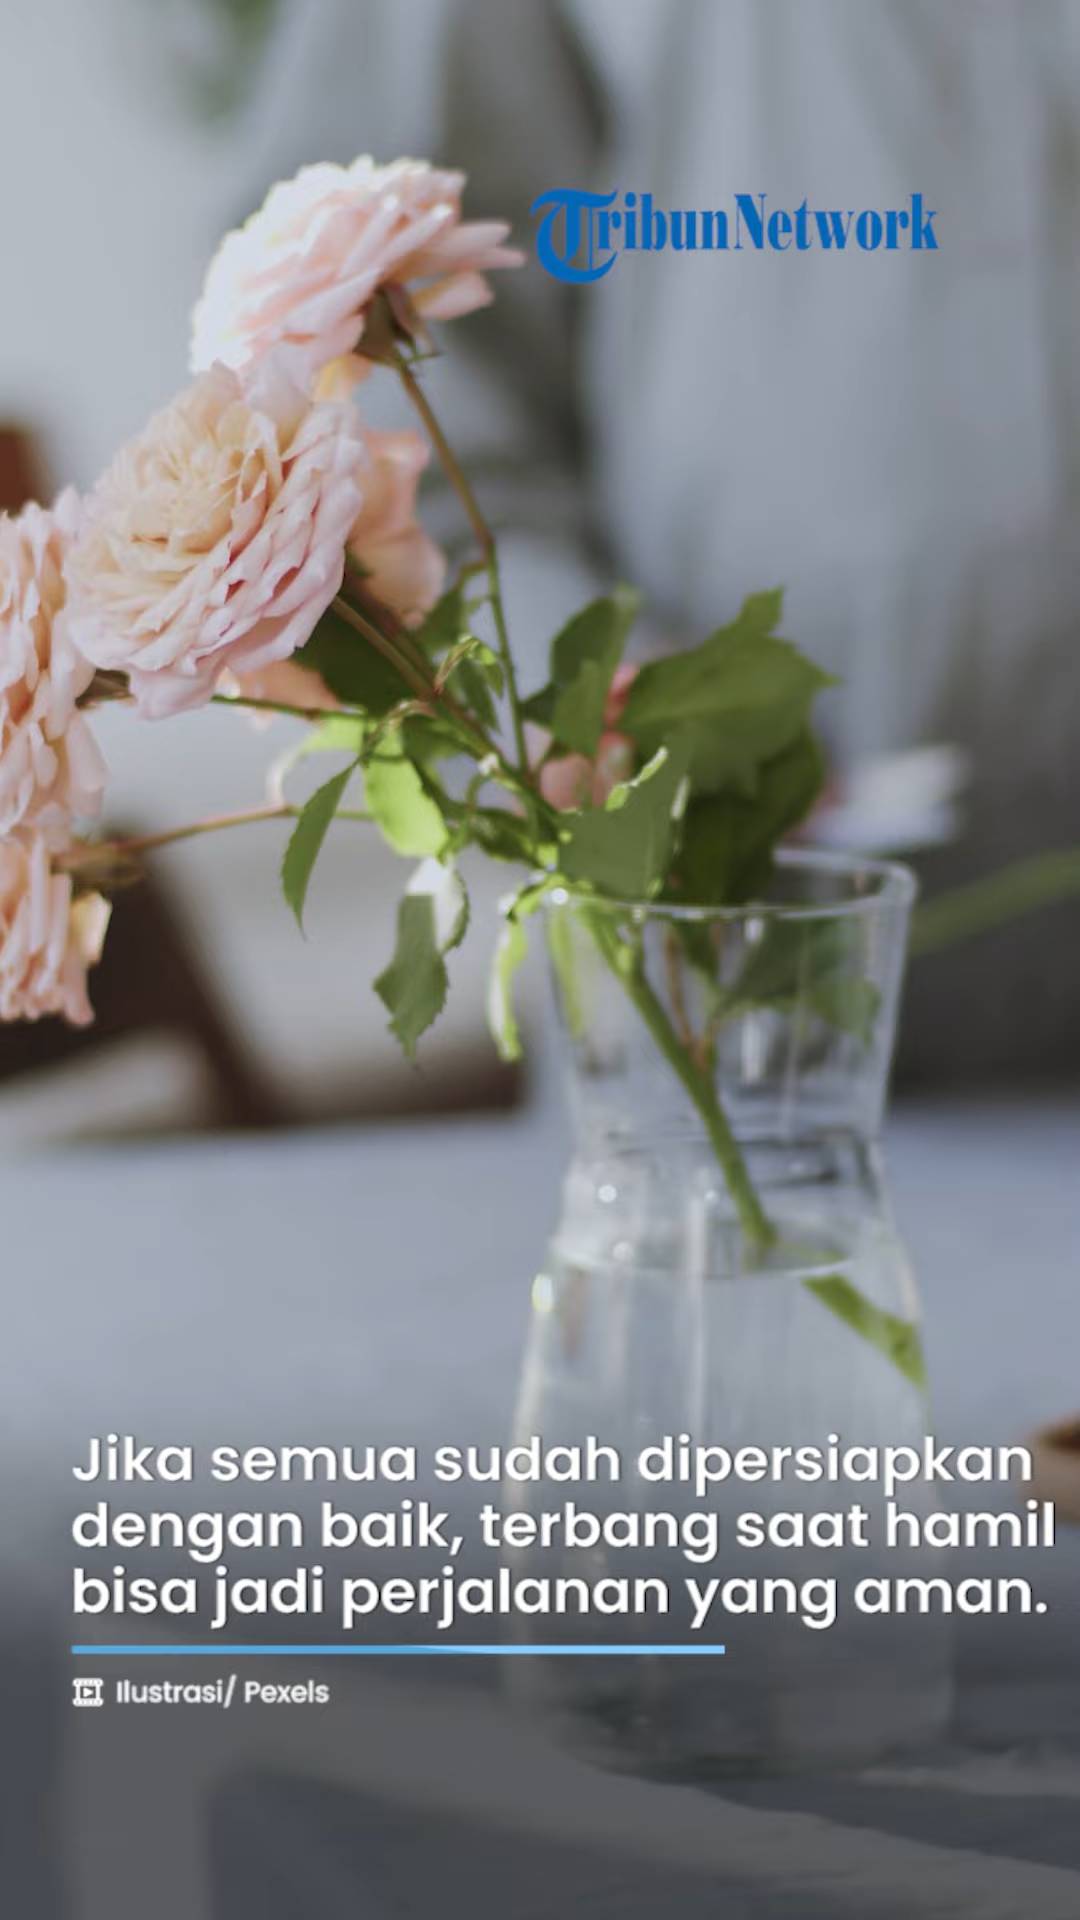 TribunNetwork
Jika semua sudah dipersiapkan
dengan baik, terbang saat hamil
bisa jadi perjalanan yang aman.
Ilustrasi/ Pexels